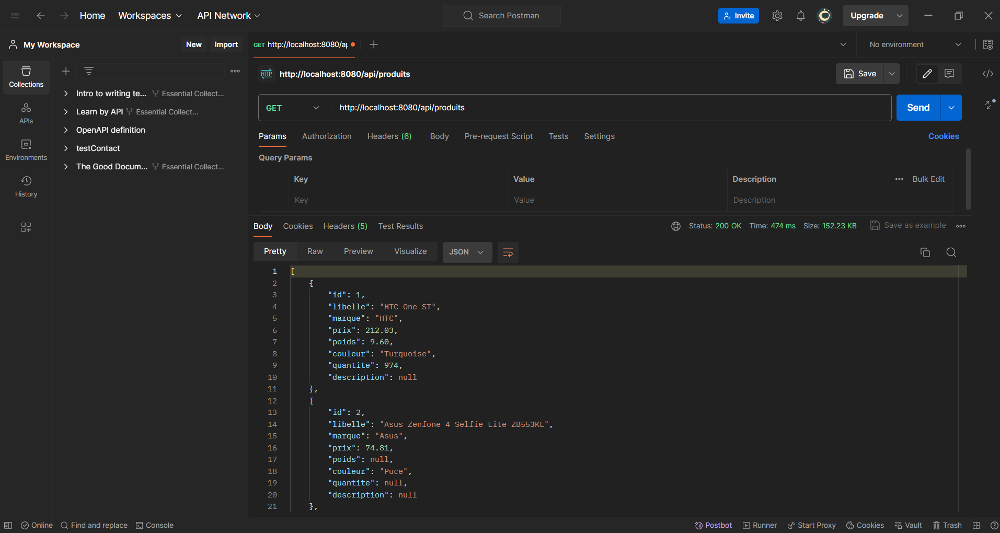 Home Workspaces API Network Search Postman Invite Upgrade
My Workspace New Import GET http://localhost:8080/a No environment
http://localhost:8080/api/produits Save
GET http://localhost:8080/api/produits Send
Collections
APIs
Environments
History
Intro to writing te... Essential Collect...
Learn by API Essential Collect...
OpenAPI definition
testContact
The Good Docum... Essential Collect...
Params Authorization Headers (6) Body Pre-request Script Tests Settings Cookies
Query Params
Key Value Description Bulk Edit
Key Value Description
Body Cookies Headers (5) Test Results Status: 200 OK Time: 474 ms Size: 152.23 KB Save as example
Pretty Raw Preview Visualize JSON
1 [
2 {
3 "id": 1,
4 "libelle": "HTC One ST",
5 "marque": "HTC",
6 "prix": 212.03,
7 "poids": 9.60,
8 "couleur": "Turquoise",
9 "quantite": 974,
10 "description": null
11 },
12 {
13 "id": 2,
14 "libelle": "Asus Zenfone 4 Selfie Lite ZB553KL",
15 "marque": "Asus",
16 "prix": 74.81,
17 "poids": null,
18 "couleur": "Puce",
19 "quantite": null,
20 "description": null
21 },
Online Find and replace Console Postbot Runner Start Proxy Cookies Vault Trash